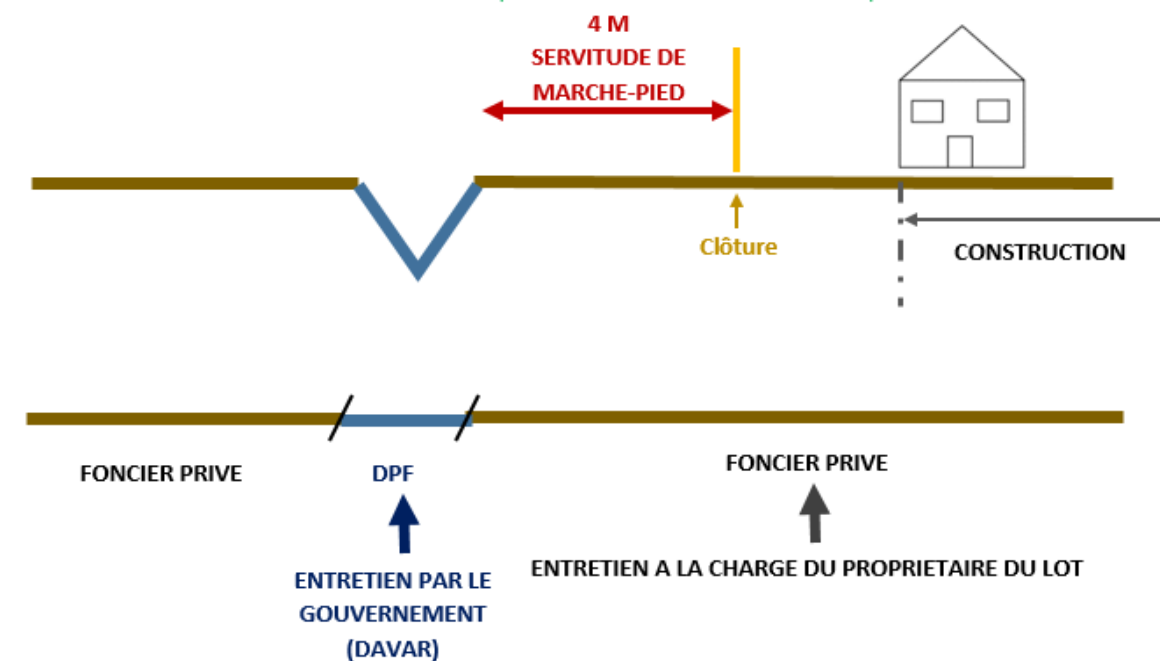 4 M
SERVITUDE DE
MARCHE-PIED
Clôture
CONSTRUCTION
FONCIER PRIVE
DPF
FONCIER PRIVE
ENTRETIEN PAR LE
GOUVERNEMENT
(DAVAR)
ENTRETIEN A LA CHARGE DU PROPRIETAIRE DU LOT